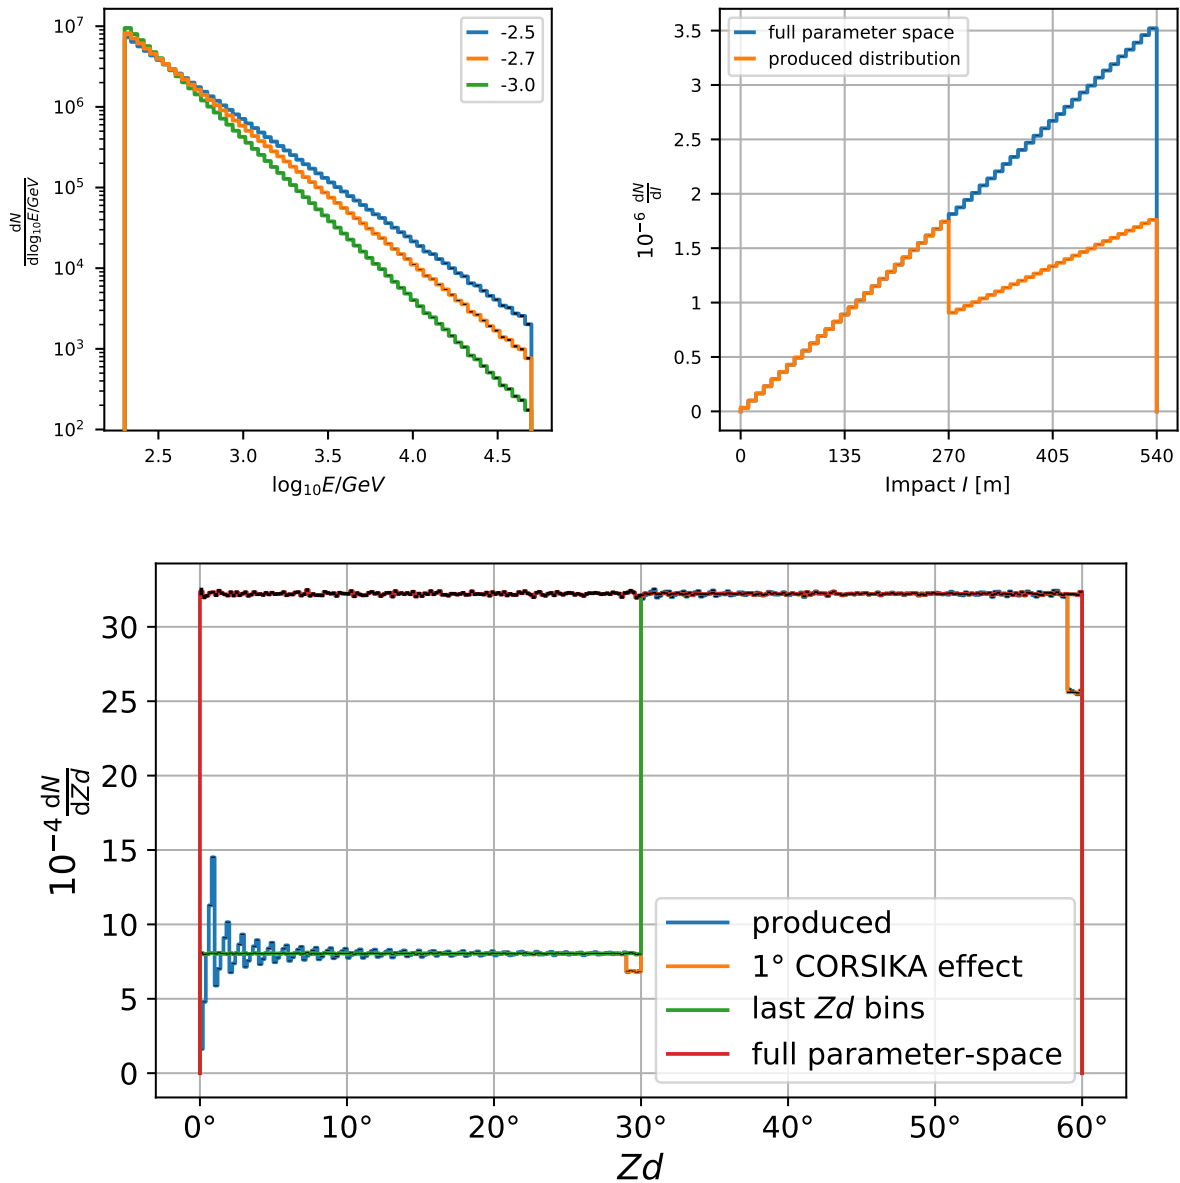 10^7
10^6
10^5
10^4
10^3
10^2
dN/dlog₁₀E/GeV
-2.5
-2.7
-3.0
2.5 3.0 3.5 4.0 4.5
log₁₀E/GeV
3.5
3
2.5
2
1.5
1
0.5
0
10^−6 dN/dI
full parameter space
produced distribution
0 135 270 405 540
Impact I [m]
30
25
20
15
10
5
0
10^−4 dN/dZd
produced
1° CORSIKA effect
last Zd bins
full parameter-space
0° 10° 20° 30° 40° 50° 60°
Zd